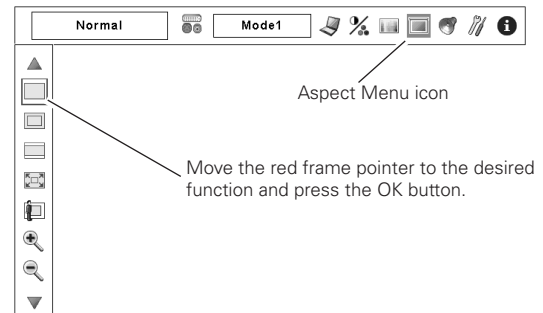 Normal
Mode1
Aspect Menu icon
Move the red frame pointer to the desired
function and press the OK button.